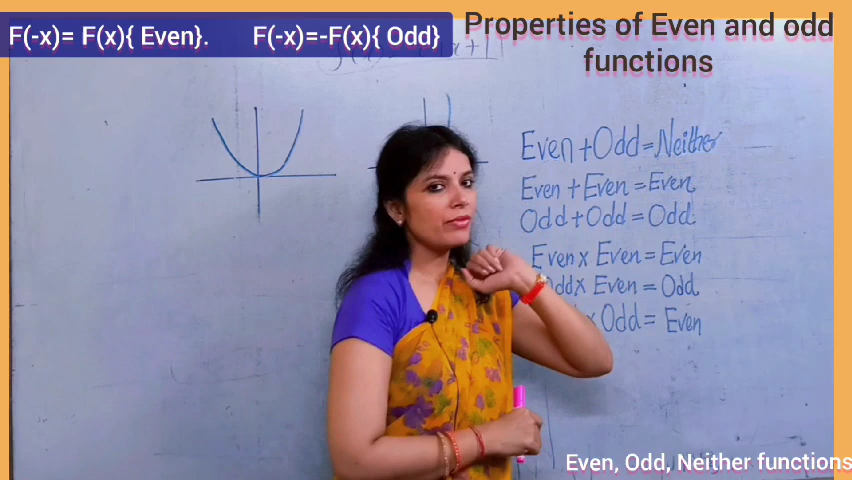 F(-x)= F(x){ Even}. F(-x)=-F(x){ Odd}
Properties of Even and odd
functions
Even + Odd = Neither
Even + Even = Even
Odd + Odd = Odd.
Even x Even = Even
Odd x Even = Odd
x Odd = Even
Even, Odd, Neither functions